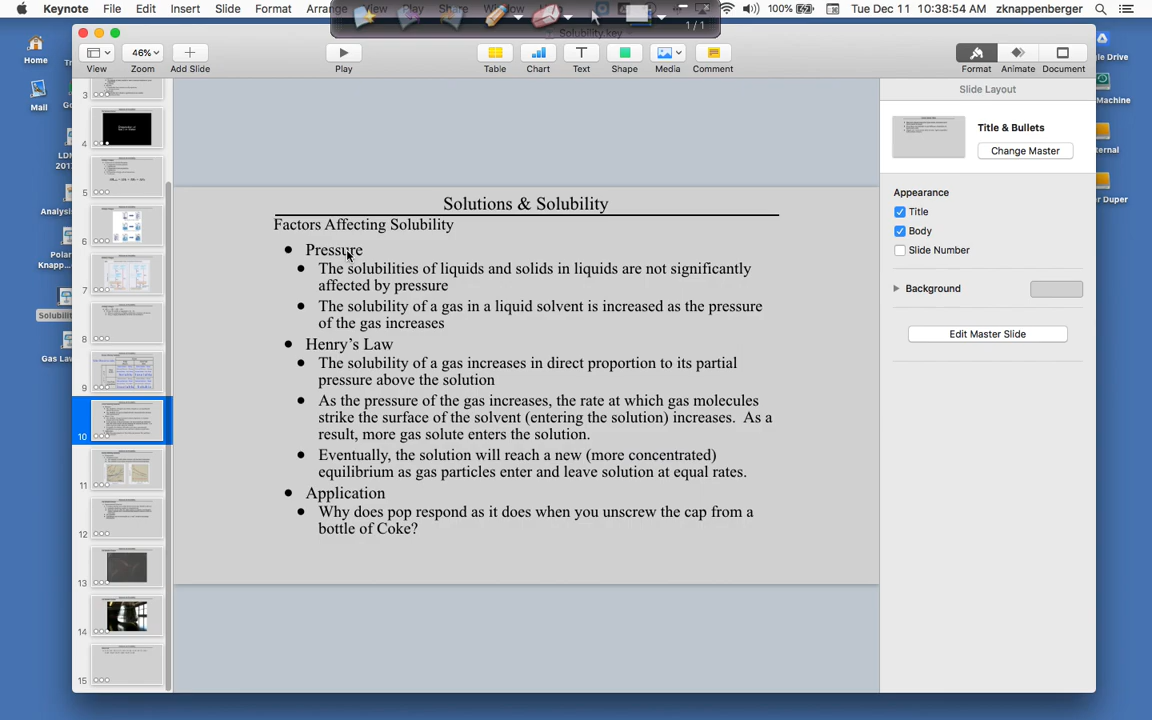 Keynote File Edit Insert Slide Format Arrange View Play Share Window 100% Tue Dec 11 10:38:54 AM zknappenberger
1 / 1
Solubility.key
46%
View Zoom Add Slide Play Table Chart Text Shape Media Comment Format Animate Document
Home
Mail
Slide Layout
Title & Bullets
Change Master
Appearance
Title
Body
Slide Number
Background
Edit Master Slide
3
4
5
6
7
8
9
10
11
12
13
14
15
Solutions & Solubility
Factors Affecting Solubility
Pressure
The solubilities of liquids and solids in liquids are not significantly
affected by pressure
The solubility of a gas in a liquid solvent is increased as the pressure
of the gas increases
Henry's Law
The solubility of a gas increases in direct proportion to its partial
pressure above the solution
As the pressure of the gas increases, the rate at which gas molecules
strike the surface of the solvent (entering the solution) increases. As a
result, more gas solute enters the solution.
Eventually, the solution will reach a new (more concentrated)
equilibrium as gas particles enter and leave solution at equal rates.
Application
Why does pop respond as it does when you unscrew the cap from a
bottle of Coke?